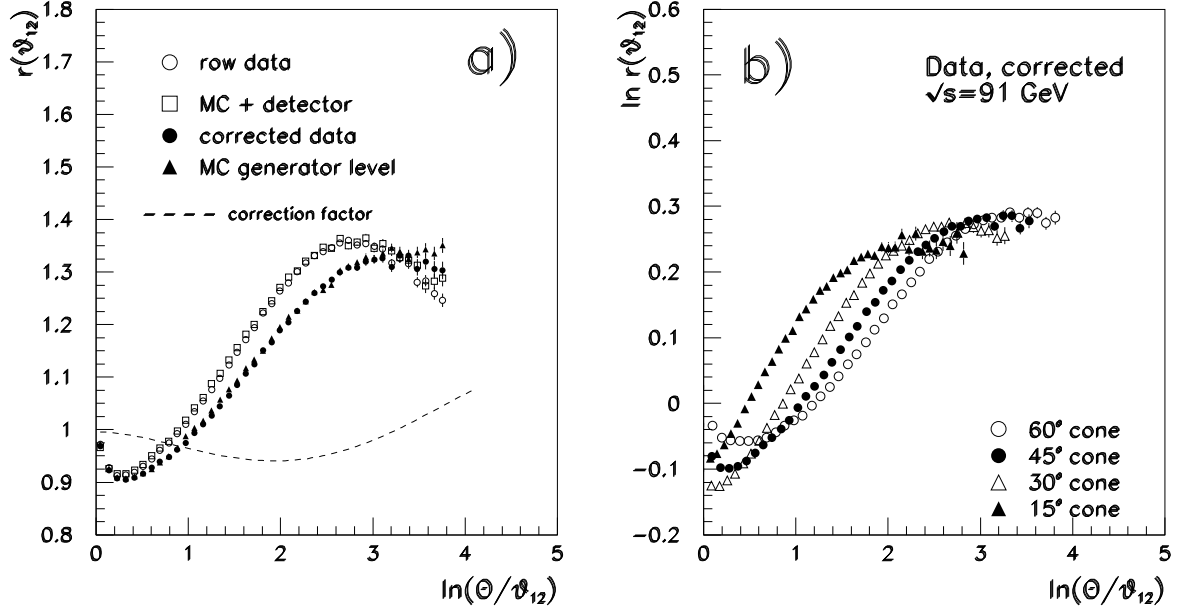 r(ϑ₁₂)
1.8
1.7
1.6
1.5
1.4
1.3
1.2
1.1
1
0.9
0.8
a)
row data
MC + detector
corrected data
MC generator level
correction factor
0 1 2 3 4 5
ln(Θ/ϑ₁₂)
ln r(ϑ₁₂)
0.6
0.5
0.4
0.3
0.2
0.1
0
−0.1
−0.2
b)
Data, corrected
√s=91 GeV
60° cone
45° cone
30° cone
15° cone
0 1 2 3 4 5
ln(Θ/ϑ₁₂)